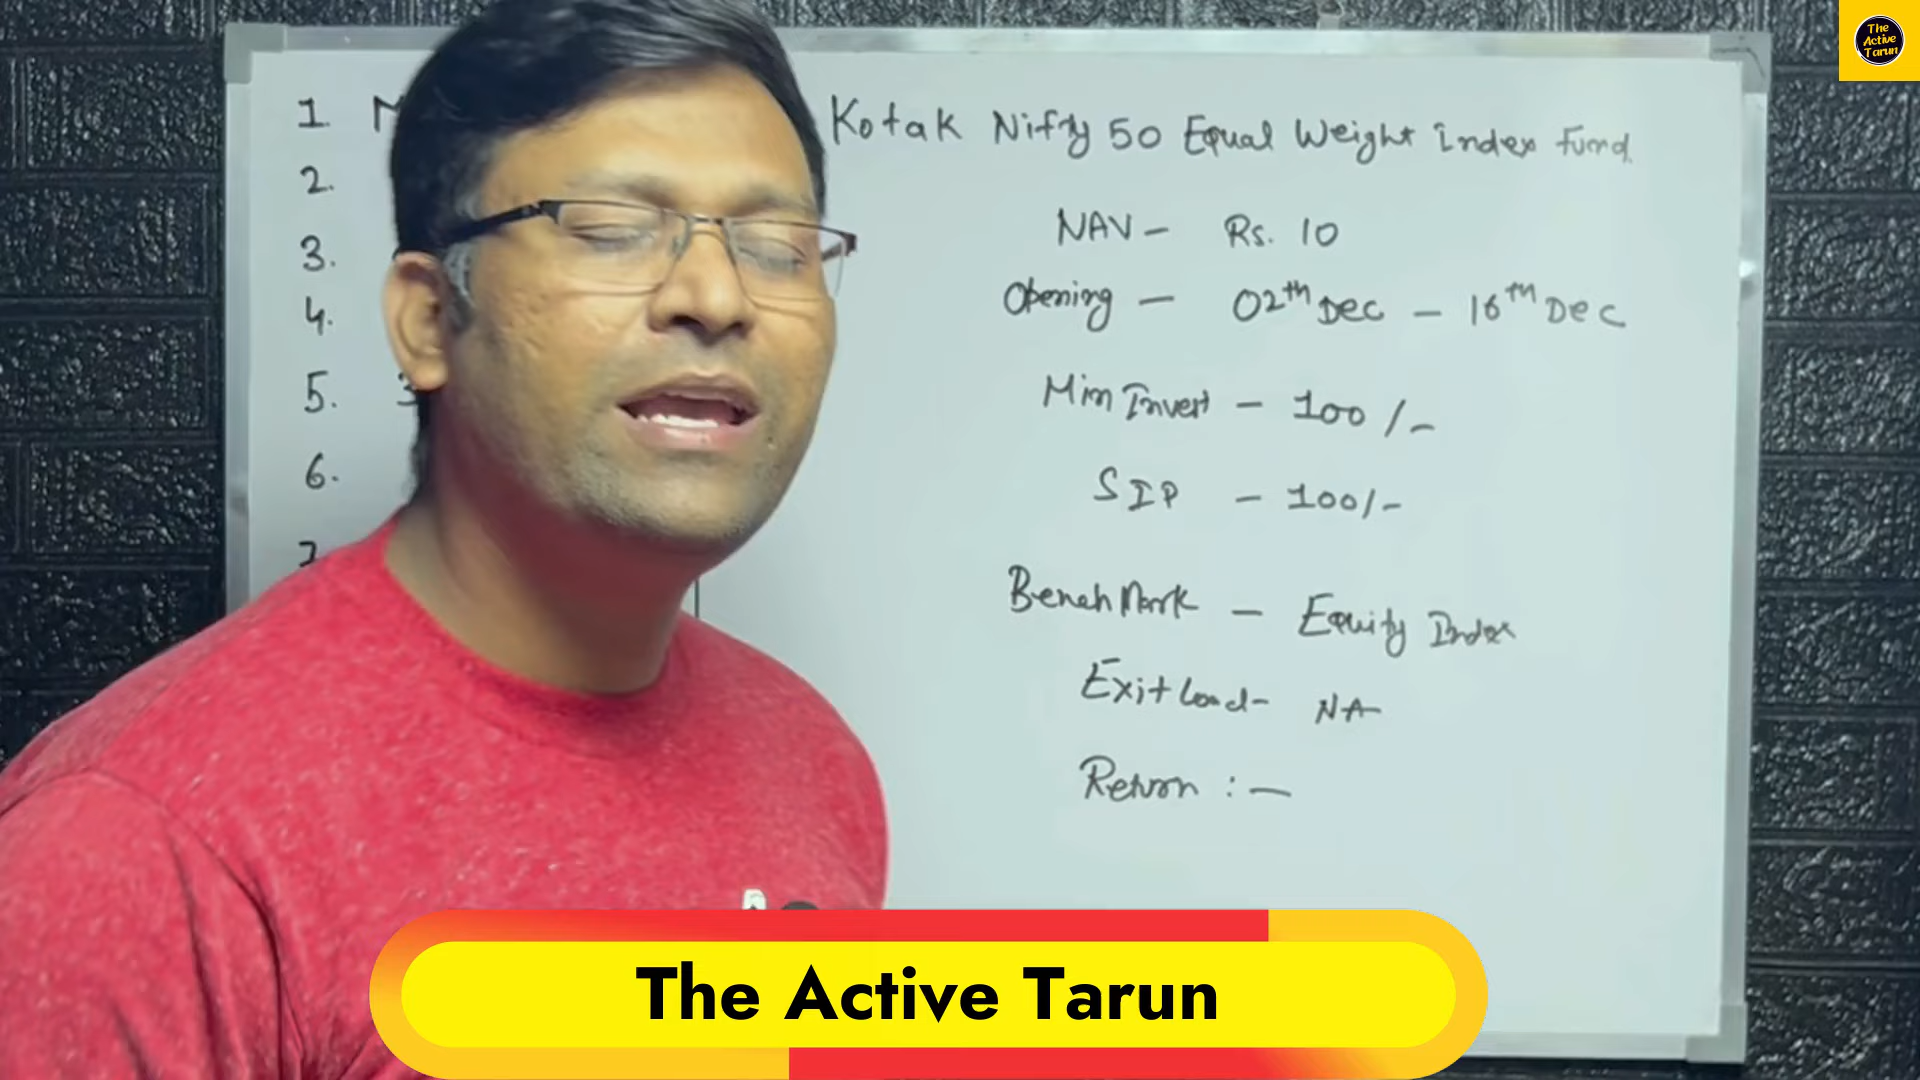 The
Active
Tarun
1. Kotak Nifty 50 Equal Weight Index Fund
2.
NAV - Rs. 10
3.
Opening - 02th Dec - 16th Dec
4.
5.
Min Invest - 100/-
6.
SIP - 100/-
7.
BenchMark - Equity Index
Exit Load - NA
Return :-
The Active Tarun